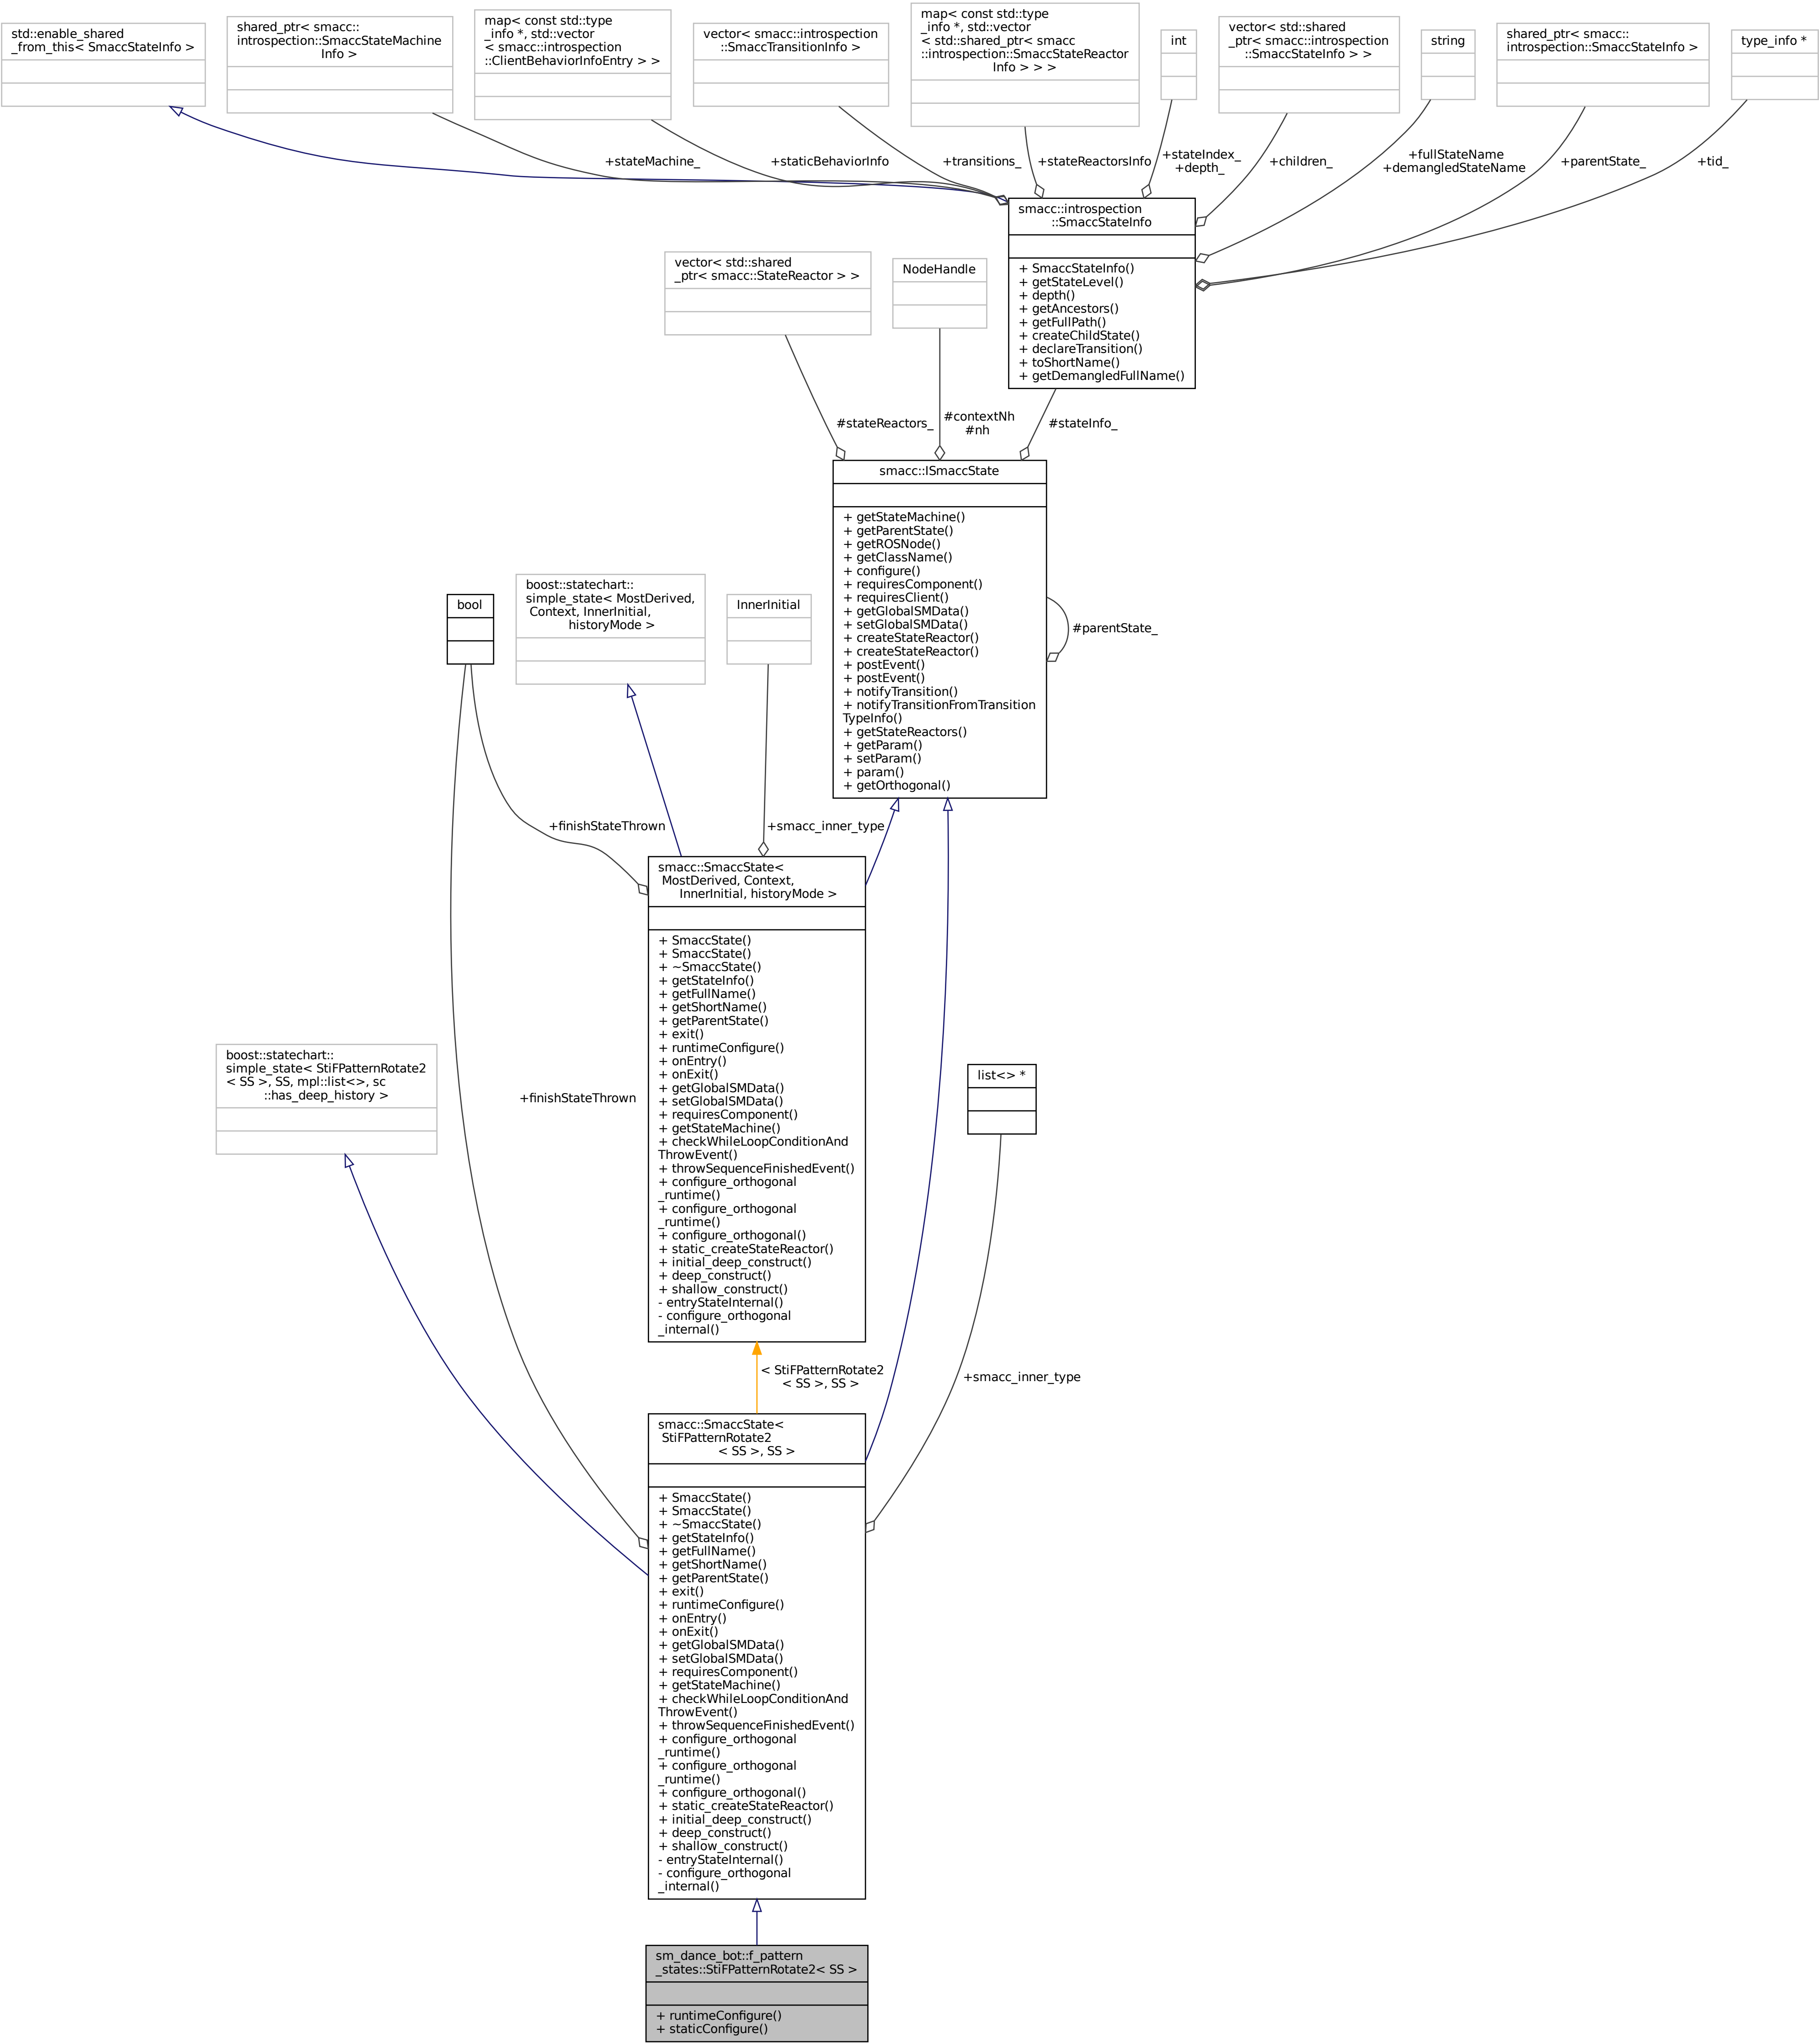 std::enable_shared
_from_this< SmaccStateInfo >
shared_ptr< smacc::
introspection::SmaccStateMachine
Info >
map< const std::type
_info *, std::vector
< smacc::introspection
::ClientBehaviorInfoEntry > >
vector< smacc::introspection
::SmaccTransitionInfo >
map< const std::type
_info *, std::vector
< std::shared_ptr< smacc
::introspection::SmaccStateReactor
Info > > >
int
vector< std::shared
_ptr< smacc::introspection
::SmaccStateInfo > >
string
shared_ptr< smacc::
introspection::SmaccStateInfo >
type_info *
+stateMachine_
+staticBehaviorInfo
+transitions_
+stateReactorsInfo
+stateIndex_
+depth_
+children_
+fullStateName
+demangledStateName
+parentState_
+tid_
smacc::introspection
::SmaccStateInfo
+ SmaccStateInfo()
+ getStateLevel()
+ depth()
+ getAncestors()
+ getFullPath()
+ createChildState()
+ declareTransition()
+ toShortName()
+ getDemangledFullName()
vector< std::shared
_ptr< smacc::StateReactor > >
NodeHandle
#stateReactors_
#contextNh
#nh
#stateInfo_
smacc::ISmaccState
+ getStateMachine()
+ getParentState()
+ getROSNode()
+ getClassName()
+ configure()
+ requiresComponent()
+ requiresClient()
+ getGlobalSMData()
+ setGlobalSMData()
+ createStateReactor()
+ createStateReactor()
+ postEvent()
+ postEvent()
+ notifyTransition()
+ notifyTransitionFromTransition
TypeInfo()
+ getStateReactors()
+ getParam()
+ setParam()
+ param()
+ getOrthogonal()
#parentState_
bool
boost::statechart::
simple_state< MostDerived,
Context, InnerInitial,
historyMode >
InnerInitial
+finishStateThrown
+smacc_inner_type
smacc::SmaccState<
MostDerived, Context,
InnerInitial, historyMode >
+ SmaccState()
+ SmaccState()
+ ~SmaccState()
+ getStateInfo()
+ getFullName()
+ getShortName()
+ getParentState()
+ exit()
+ runtimeConfigure()
+ onEntry()
+ onExit()
+ getGlobalSMData()
+ setGlobalSMData()
+ requiresComponent()
+ getStateMachine()
+ checkWhileLoopConditionAnd
ThrowEvent()
+ throwSequenceFinishedEvent()
+ configure_orthogonal
_runtime()
+ configure_orthogonal
_runtime()
+ configure_orthogonal()
+ static_createStateReactor()
+ initial_deep_construct()
+ deep_construct()
+ shallow_construct()
- entryStateInternal()
- configure_orthogonal
_internal()
boost::statechart::
simple_state< StiFPatternRotate2
< SS >, SS, mpl::list<>, sc
::has_deep_history >
+finishStateThrown
list<> *
< StiFPatternRotate2
< SS >, SS >
+smacc_inner_type
smacc::SmaccState<
StiFPatternRotate2
< SS >, SS >
+ SmaccState()
+ SmaccState()
+ ~SmaccState()
+ getStateInfo()
+ getFullName()
+ getShortName()
+ getParentState()
+ exit()
+ runtimeConfigure()
+ onEntry()
+ onExit()
+ getGlobalSMData()
+ setGlobalSMData()
+ requiresComponent()
+ getStateMachine()
+ checkWhileLoopConditionAnd
ThrowEvent()
+ throwSequenceFinishedEvent()
+ configure_orthogonal
_runtime()
+ configure_orthogonal
_runtime()
+ configure_orthogonal()
+ static_createStateReactor()
+ initial_deep_construct()
+ deep_construct()
+ shallow_construct()
- entryStateInternal()
- configure_orthogonal
_internal()
sm_dance_bot::f_pattern
_states::StiFPatternRotate2< SS >
+ runtimeConfigure()
+ staticConfigure()